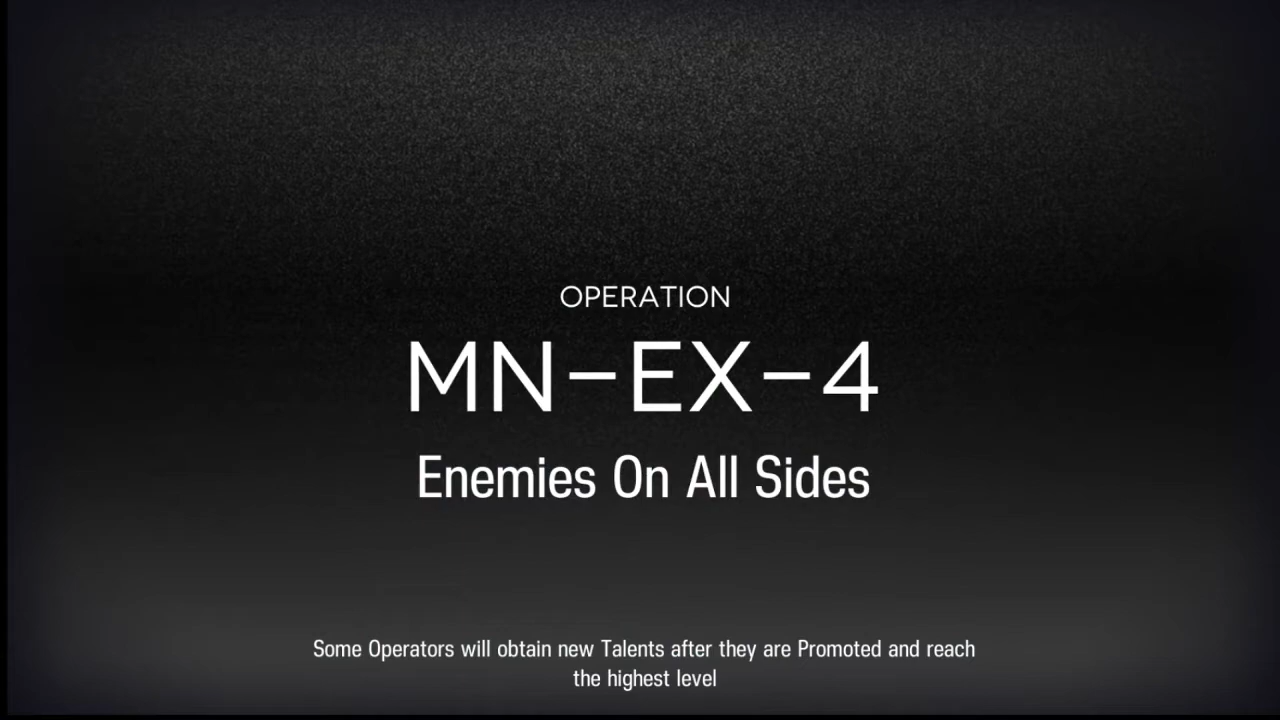 OPERATION
MN-EX-4
Enemies On All Sides
Some Operators will obtain new Talents after they are Promoted and reach
the highest level